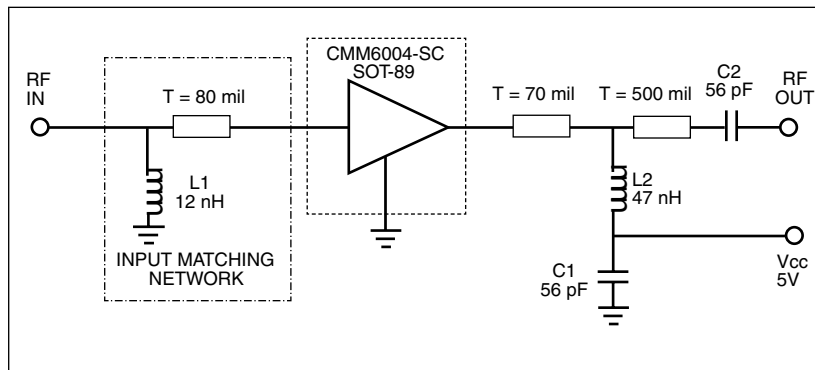 CMM6004-SC
SOT-89
RF
IN
T = 80 mil
T = 70 mil
T = 500 mil
C2
56 pF
RF
OUT
L1
12 nH
L2
47 nH
INPUT MATCHING
NETWORK
C1
56 pF
Vcc
5V